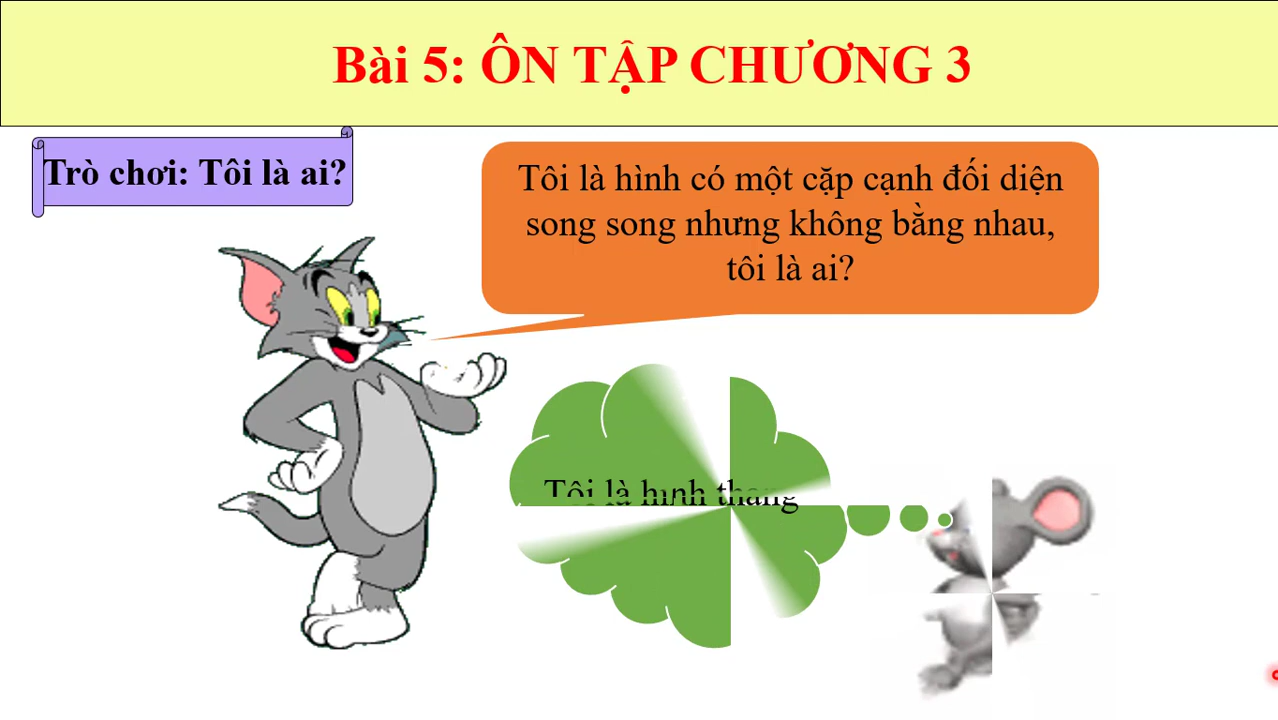 Bài 5: ÔN TẬP CHƯƠNG 3
Trò chơi: Tôi là ai?
Tôi là hình có một cặp cạnh đối diện
song song nhưng không bằng nhau,
tôi là ai?
Tôi là hình thang